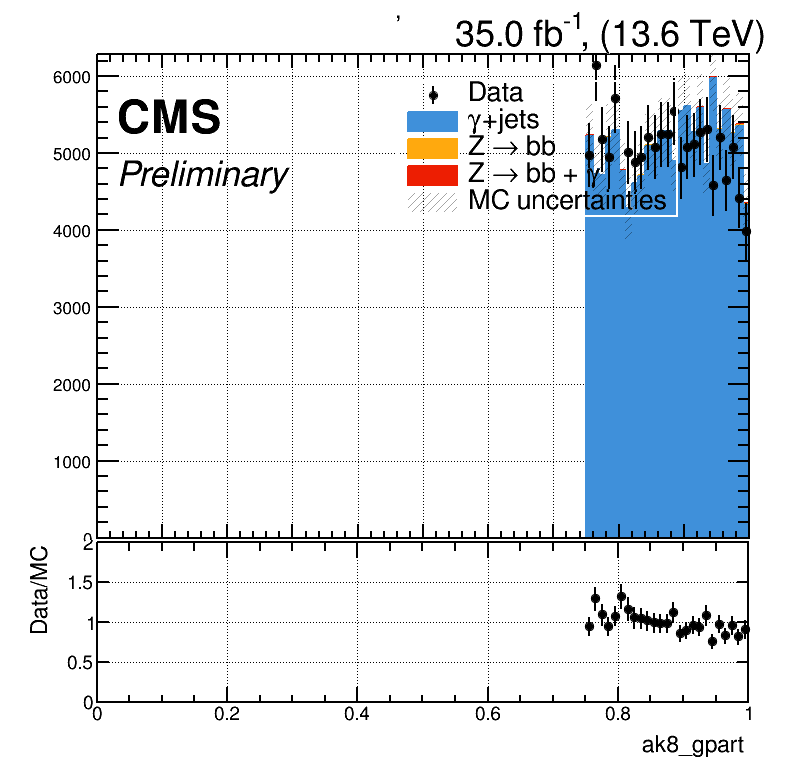 ,
35.0 fb-1, (13.6 TeV)
6000
5000
4000
3000
2000
1000
0
CMS
Preliminary
Data
γ+jets
Z → bb
Z → bb + γ
MC uncertainties
Data/MC
2
1.5
1
0.5
0
0 0.2 0.4 0.6 0.8 1
ak8_gpart